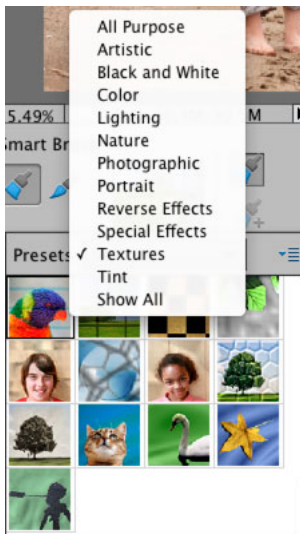 All Purpose
Artistic
Black and White
Color
5.49%
Lighting
M
Nature
Smart Br
Photographic
Portrait
Reverse Effects
Special Effects
Presets ✓ Textures
Tint
Show All